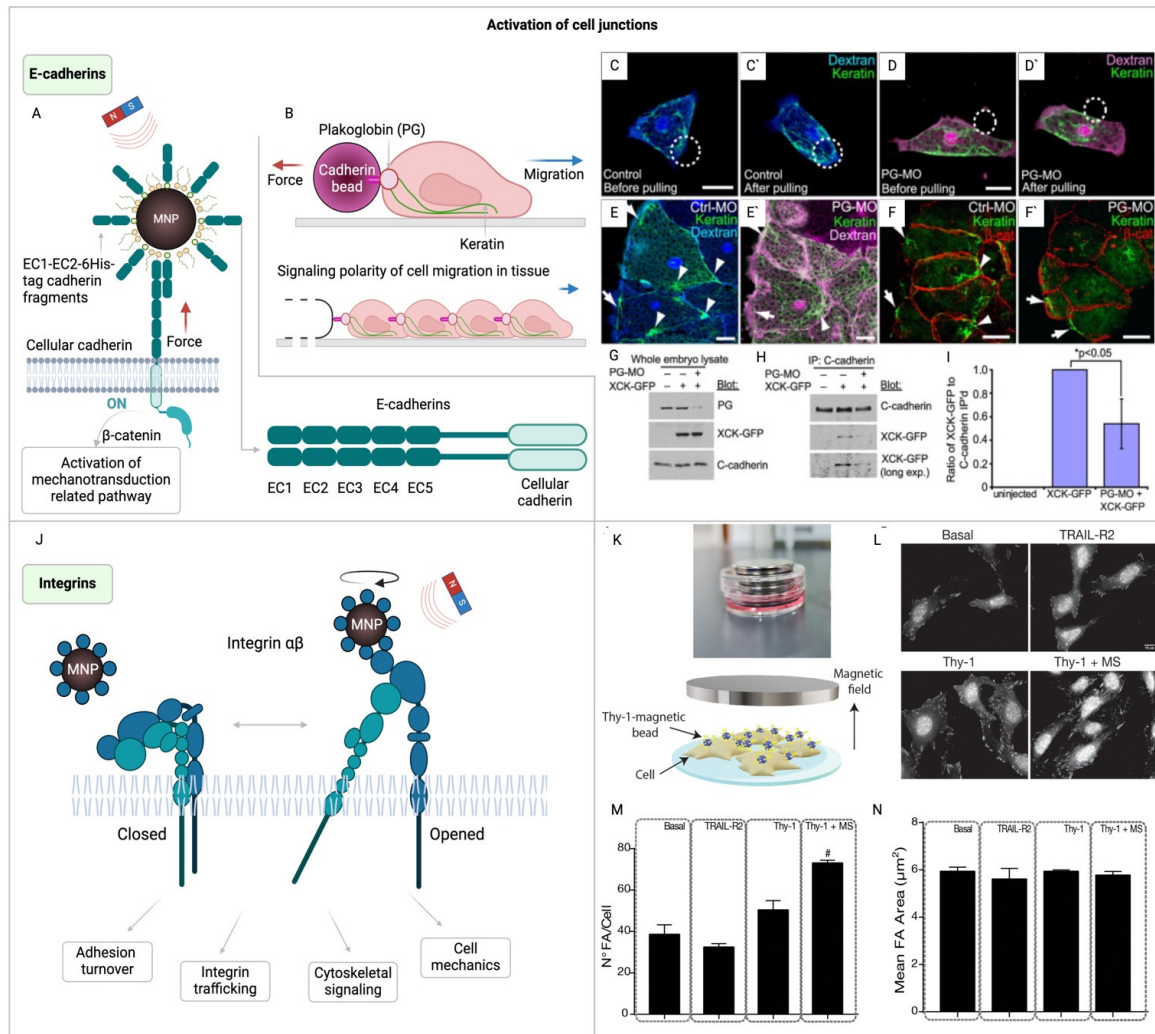 Activation of cell junctions
E-cadherins
A
N S
MNP
EC1-EC2-6His-
tag cadherin
fragments
Force
Cellular cadherin
ON
β-catenin
Activation of
mechanotransduction
related pathway
B
Plakoglobin (PG)
Cadherin
bead
Force
Migration
Keratin
Signaling polarity of cell migration in tissue
E-cadherins
EC1 EC2 EC3 EC4 EC5
Cellular
cadherin
C
Control
Before pulling
C`
Dextran
Keratin
Control
After pulling
D
PG-MO
Before pulling
D`
Dextran
Keratin
PG-MO
After pulling
E
Ctrl-MO
Keratin
Dextran
E`
PG-MO
Keratin
Dextran
F
Ctrl-MO
Keratin
β-cat
F`
PG-MO
Keratin
β-cat
G
Whole embryo lysate
PG-MO – – +
XCK-GFP – + +
Blot:
PG
XCK-GFP
C-cadherin
H
IP: C-cadherin
PG-MO – – +
XCK-GFP – + +
Blot:
C-cadherin
XCK-GFP
XCK-GFP
(long exp.)
I
*p<0.05
Ratio of XCK-GFP to
C-cadherin IP'd
1.0
0.8
0.6
0.4
0.2
0
uninjected
XCK-GFP
PG-MO +
XCK-GFP
J
Integrins
MNP
MNP
N S
Integrin αβ
Closed
Opened
Adhesion
turnover
Integrin
trafficking
Cytoskeletal
signaling
Cell
mechanics
K
Magnetic
field
Thy-1-magnetic
bead
Cell
L
Basal
TRAIL-R2
Thy-1
Thy-1 + MS
M
Basal
TRAIL-R2
Thy-1
Thy-1 + MS
#
N° FA/Cell
80
60
40
20
0
N
Basal
TRAIL-R2
Thy-1
Thy-1 + MS
Mean FA Area (µm²)
8
6
4
2
0